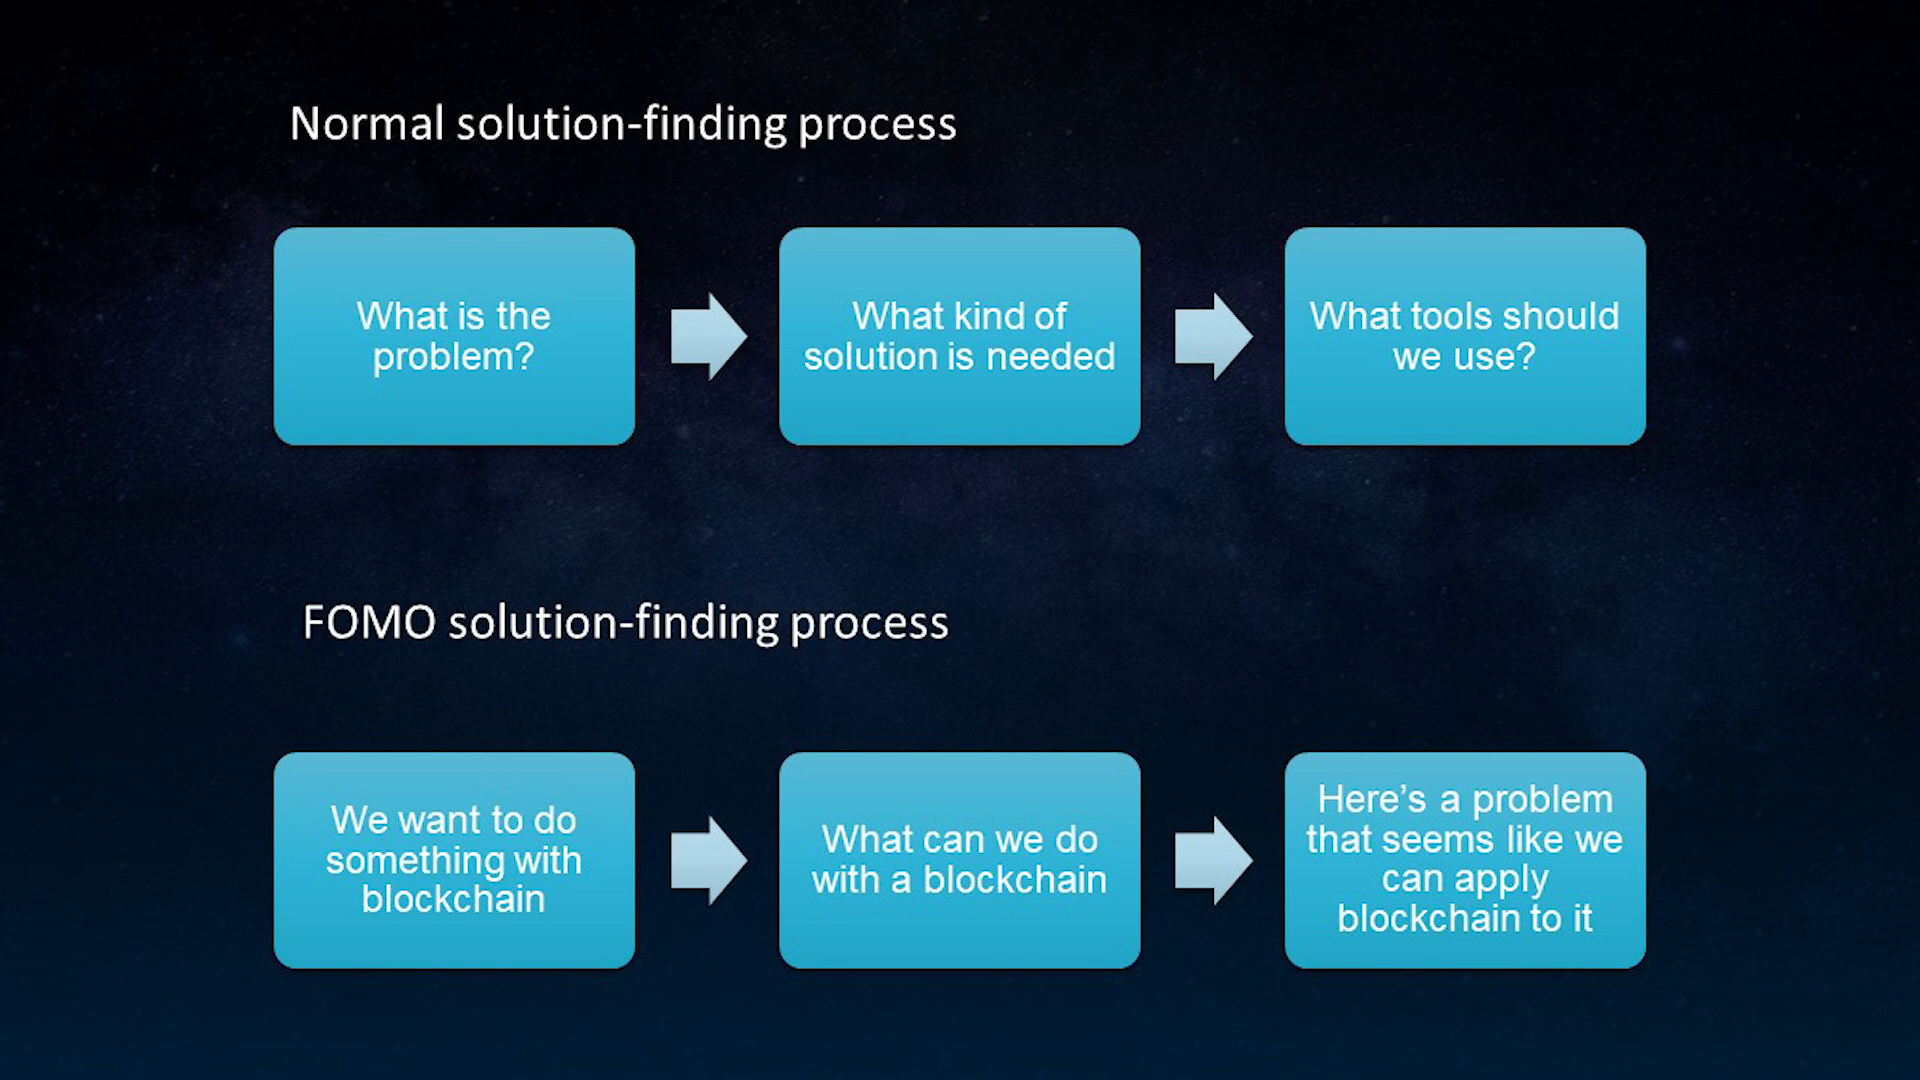 Normal solution-finding process
What is the
problem?
What kind of
solution is needed
What tools should
we use?
FOMO solution-finding process
We want to do
something with
blockchain
What can we do
with a blockchain
Here’s a problem
that seems like we
can apply
blockchain to it